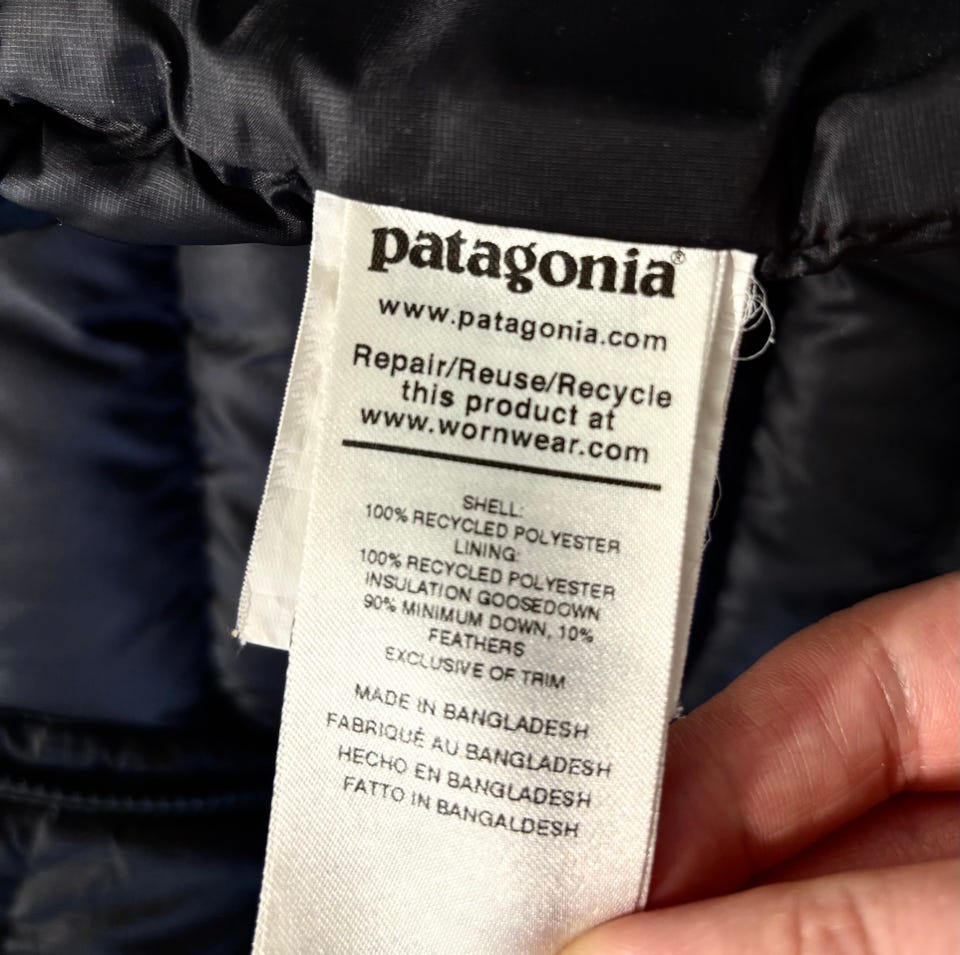 patagonia®
www.patagonia.com
Repair/Reuse/Recycle
this product at
www.wornwear.com
SHELL:
100% RECYCLED POLYESTER
LINING:
100% RECYCLED POLYESTER
INSULATION GOOSEDOWN
90% MINIMUM DOWN, 10%
FEATHERS
EXCLUSIVE OF TRIM
MADE IN BANGLADESH
FABRIQUÉ AU BANGLADESH
HECHO EN BANGLADESH
FATTO IN BANGALDESH